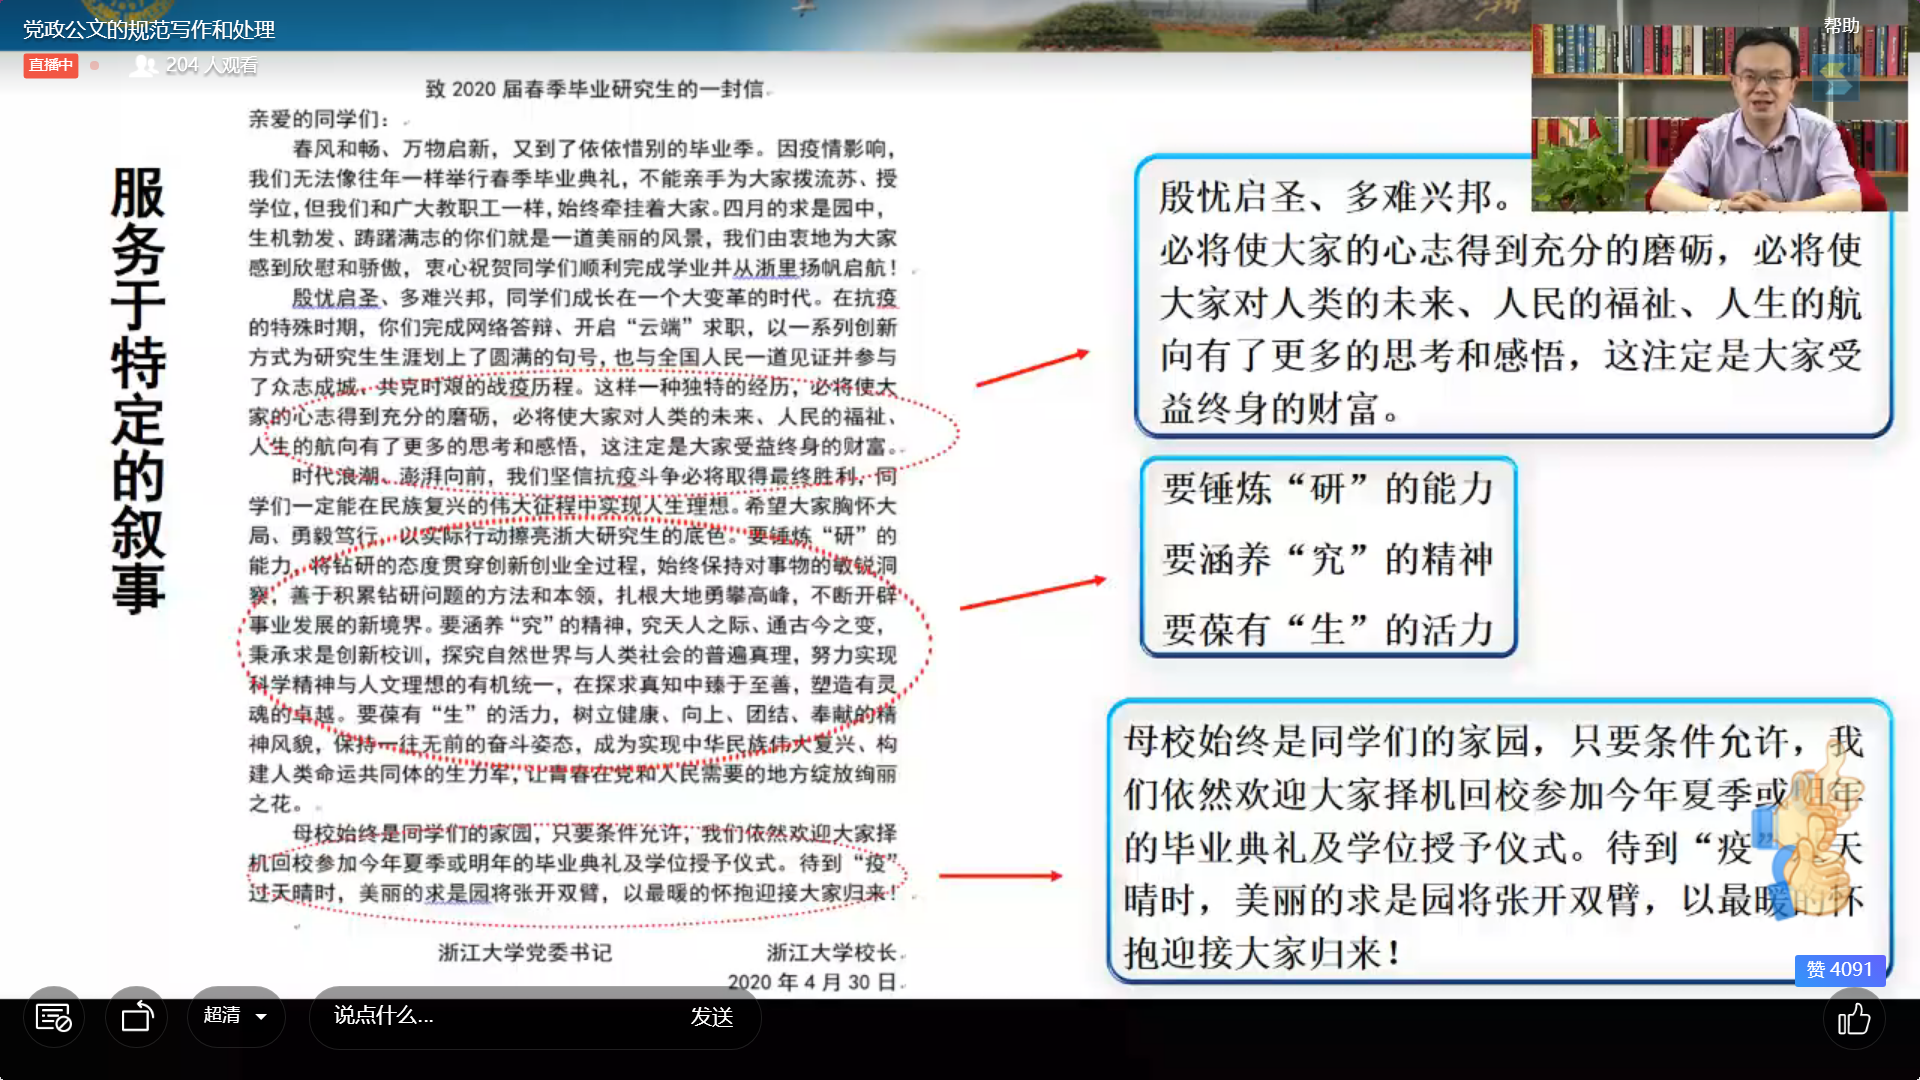 党政公文的规范写作和处理
帮助
直播中
204 人观看
服务于特定的叙事
致 2020 届春季毕业研究生的一封信
亲爱的同学们：
春风和畅、万物启新，又到了依依惜别的毕业季。因疫情影响，
我们无法像往年一样举行春季毕业典礼，不能亲手为大家拨流苏、授
学位，但我们和广大教职工一样，始终牵挂着大家。四月的求是园中，
生机勃发、踌躇满志的你们就是一道美丽的风景，我们由衷地为大家
感到欣慰和骄傲，衷心祝贺同学们顺利完成学业并从浙里扬帆启航！
殷忧启圣、多难兴邦，同学们成长在一个大变革的时代。在抗疫
的特殊时期，你们完成网络答辩、开启“云端”求职，以一系列创新
方式为研究生生涯划上了圆满的句号，也与全国人民一道见证并参与
了众志成城、共克时艰的战疫历程。这样一种独特的经历，必将使大
家的心志得到充分的磨砺，必将使大家对人类的未来、人民的福祉、
人生的航向有了更多的思考和感悟，这注定是大家受益终身的财富。
时代浪潮、澎湃向前，我们坚信抗疫斗争必将取得最终胜利，同
学们一定能在民族复兴的伟大征程中实现人生理想。希望大家胸怀大
局、勇毅笃行，以实际行动擦亮浙大研究生的底色。要锤炼“研”的
能力，将钻研的态度贯穿创新创业全过程，始终保持对事物的敏锐洞
察，善于积累钻研问题的方法和本领，扎根大地勇攀高峰，不断开辟
事业发展的新境界。要涵养“究”的精神，究天人之际、通古今之变，
秉承求是创新校训，探究自然世界与人类社会的普遍真理，努力实现
科学精神与人文理想的有机统一，在探求真知中臻于至善，塑造有灵
魂的卓越。要葆有“生”的活力，树立健康、向上、团结、奉献的精
神风貌，保持一往无前的奋斗姿态，成为实现中华民族伟大复兴、构
建人类命运共同体的生力军，让青春在党和人民需要的地方绽放绚丽
之花。
母校始终是同学们的家园，只要条件允许，我们依然欢迎大家择
机回校参加今年夏季或明年的毕业典礼及学位授予仪式。待到“疫”
过天晴时，美丽的求是园将张开双臂，以最暖的怀抱迎接大家归来！
浙江大学党委书记 浙江大学校长
2020 年 4 月 30 日
殷忧启圣、多难兴邦。
必将使大家的心志得到充分的磨砺，必将使
大家对人类的未来、人民的福祉、人生的航
向有了更多的思考和感悟，这注定是大家受
益终身的财富。
要锤炼“研”的能力
要涵养“究”的精神
要葆有“生”的活力
母校始终是同学们的家园，只要条件允许，我
们依然欢迎大家择机回校参加今年夏季或明年
的毕业典礼及学位授予仪式。待到“疫”过天
晴时，美丽的求是园将张开双臂，以最暖的怀
抱迎接大家归来！
赞 4091
超清
说点什么...
发送